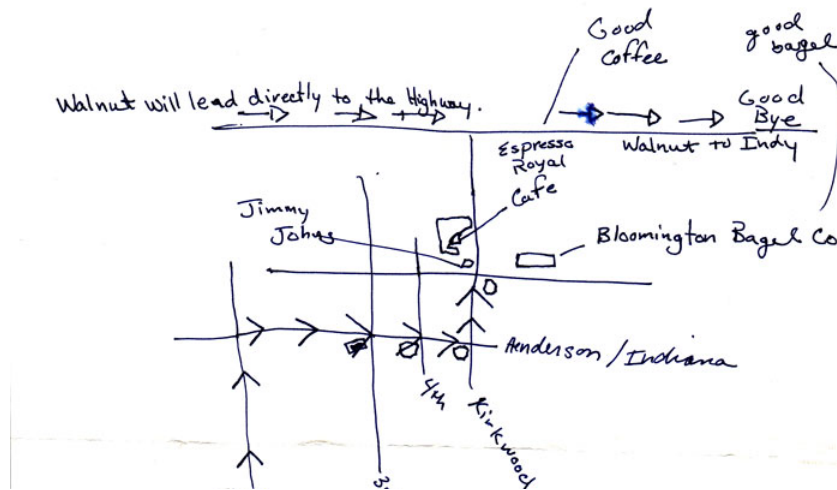 Good
Coffee
good
bagel
Walnut will lead directly to the Highway.
Good
Bye
Espresso
Royal
Cafe
Walnut to Indy
Jimmy
Johns
Bloomington Bagel Co
Henderson/Indiana
4th
Kirkwood